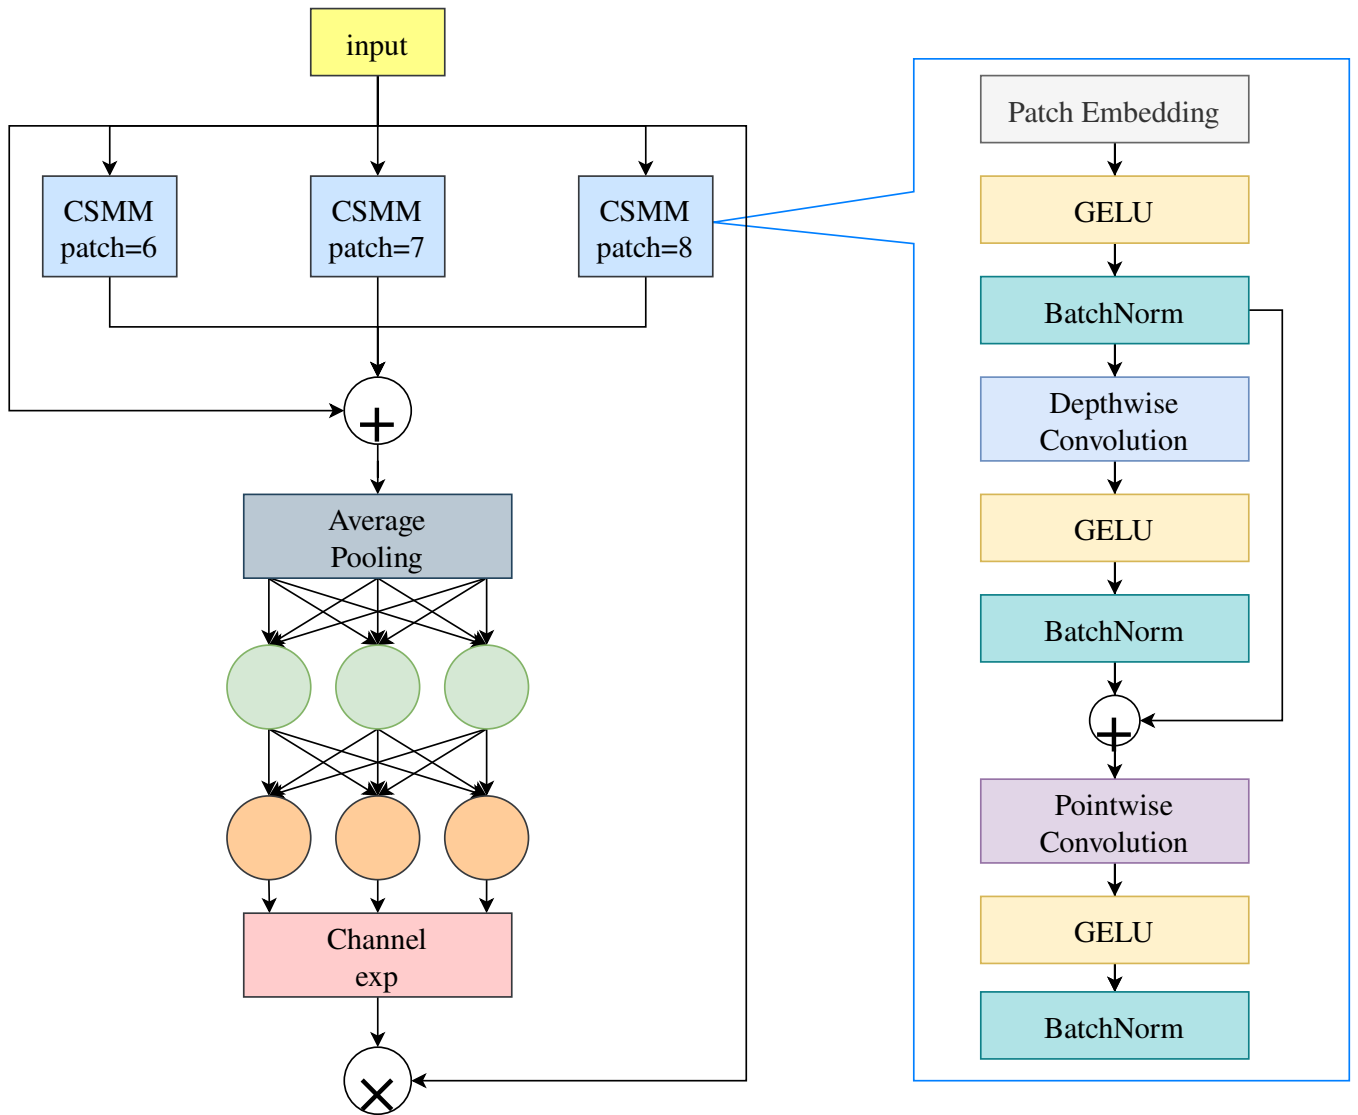 input
CSMM
patch=6
CSMM
patch=7
CSMM
patch=8
+
Average
Pooling
Channel
exp
×
Patch Embedding
GELU
BatchNorm
Depthwise
Convolution
GELU
BatchNorm
+
Pointwise
Convolution
GELU
BatchNorm